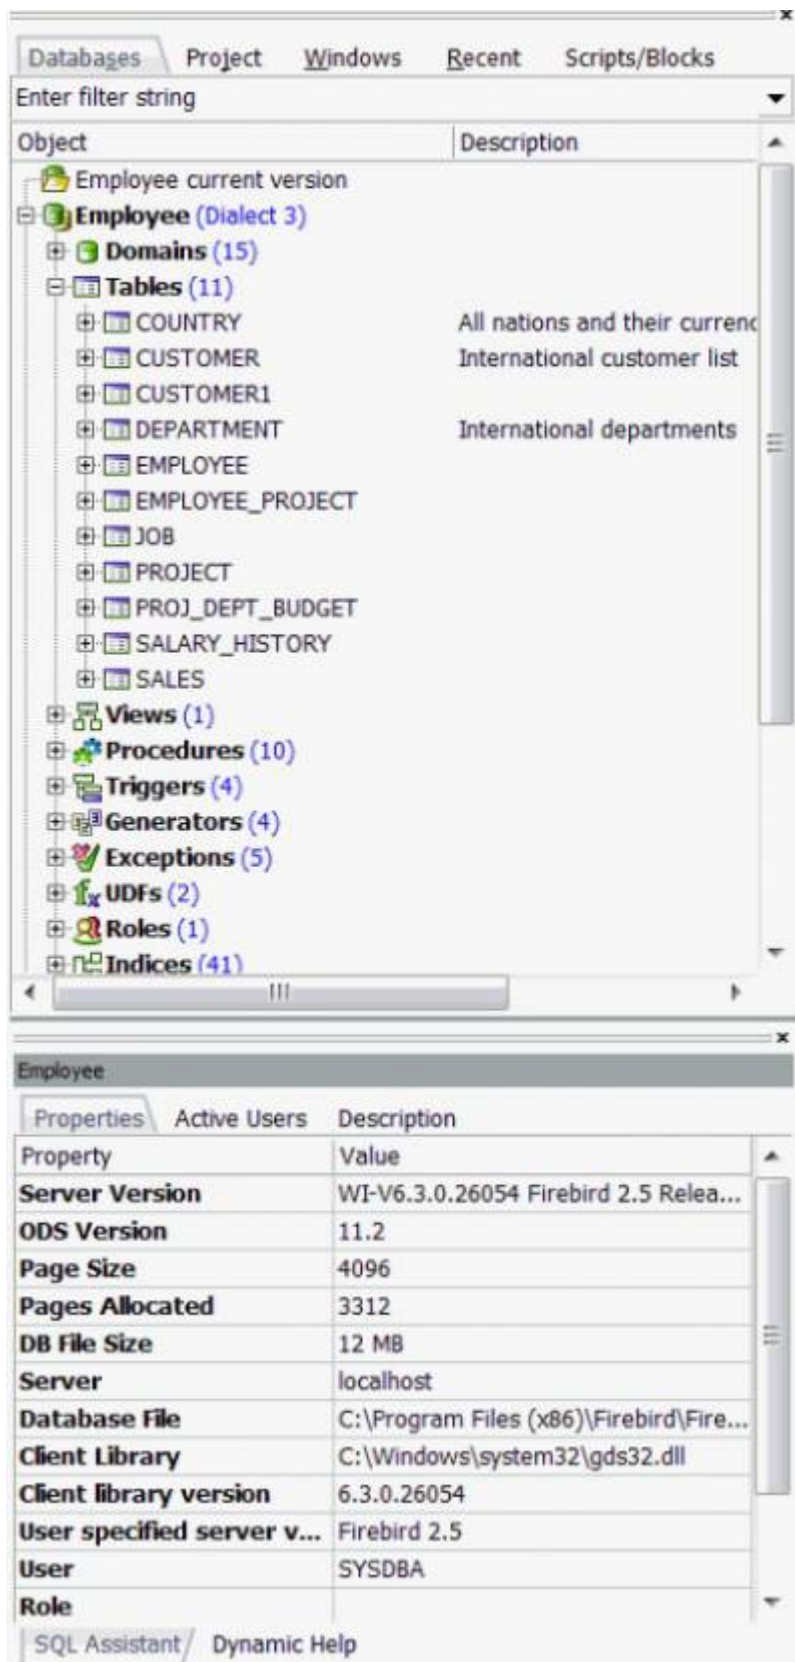 Databases Project Windows Recent Scripts/Blocks
Enter filter string
Object Description
Employee current version
Employee (Dialect 3)
Domains (15)
Tables (11)
COUNTRY All nations and their currenc
CUSTOMER International customer list
CUSTOMER1
DEPARTMENT International departments
EMPLOYEE
EMPLOYEE_PROJECT
JOB
PROJECT
PROJ_DEPT_BUDGET
SALARY_HISTORY
SALES
Views (1)
Procedures (10)
Triggers (4)
Generators (4)
Exceptions (5)
UDFs (2)
Roles (1)
Indices (41)
Employee
Properties Active Users Description
Property Value
Server Version WI-V6.3.0.26054 Firebird 2.5 Relea...
ODS Version 11.2
Page Size 4096
Pages Allocated 3312
DB File Size 12 MB
Server localhost
Database File C:\Program Files (x86)\Firebird\Fire...
Client Library C:\Windows\system32\gds32.dll
Client library version 6.3.0.26054
User specified server v... Firebird 2.5
User SYSDBA
Role
SQL Assistant Dynamic Help